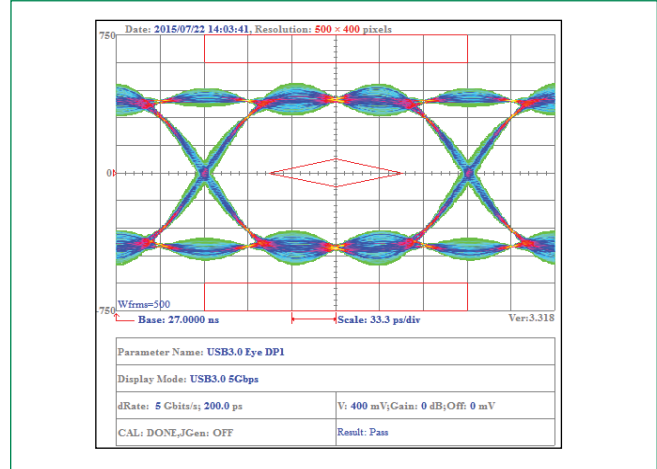 Date: 2015/07/22 14:03:41, Resolution: 500 × 400 pixels
750
0
-750
Wfrms=500
Base: 27.0000 ns
Scale: 33.3 ps/div
Ver:3.318
Parameter Name: USB3.0 Eye DP1
Display Mode: USB3.0 5Gbps
dRate: 5 Gbits/s; 200.0 ps
V: 400 mV;Gain: 0 dB;Off: 0 mV
CAL: DONE,JGen: OFF
Result: Pass